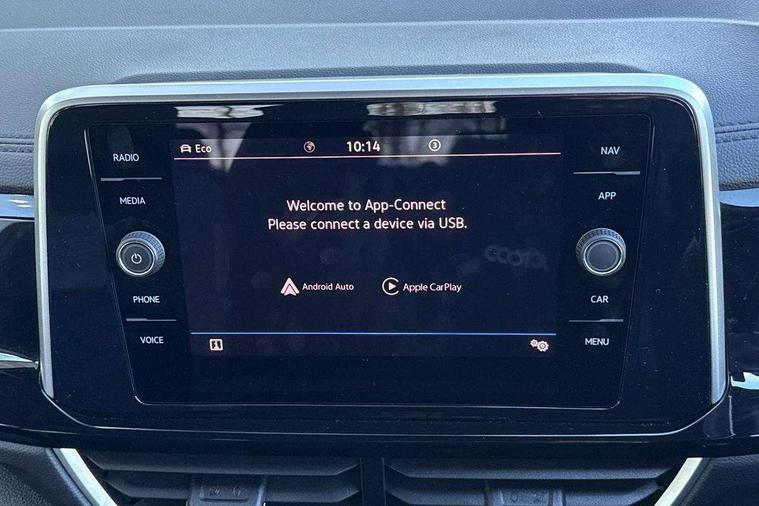 RADIO
MEDIA
PHONE
VOICE
Eco
10:14
3
Welcome to App-Connect
Please connect a device via USB.
Android Auto
Apple CarPlay
NAV
APP
CAR
MENU